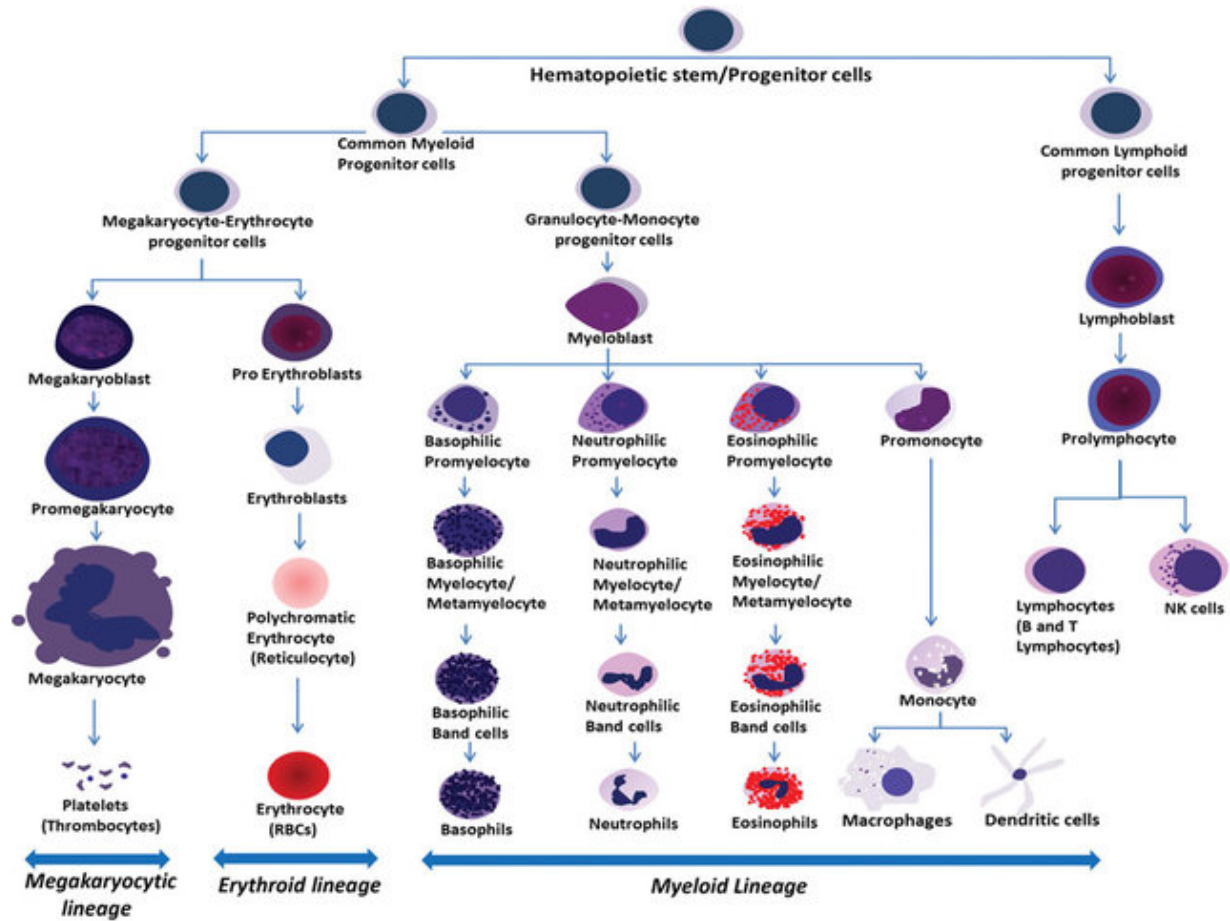 Hematopoietic stem/Progenitor cells
Common Myeloid
Progenitor cells
Common Lymphoid
progenitor cells
Megakaryocyte-Erythrocyte
progenitor cells
Granulocyte-Monocyte
progenitor cells
Myeloblast
Lymphoblast
Megakaryoblast
Pro Erythroblasts
Basophilic
Promyelocyte
Neutrophilic
Promyelocyte
Eosinophilic
Promyelocyte
Promonocyte
Prolymphocyte
Promegakaryocyte
Erythroblasts
Basophilic
Myelocyte/
Metamyelocyte
Neutrophilic
Myelocyte/
Metamyelocyte
Eosinophilic
Myelocyte/
Metamyelocyte
Lymphocytes
(B and T
Lymphocytes)
NK cells
Polychromatic
Erythrocyte
(Reticulocyte)
Megakaryocyte
Basophilic
Band cells
Neutrophilic
Band cells
Eosinophilic
Band cells
Monocyte
Platelets
(Thrombocytes)
Erythrocyte
(RBCs)
Basophils
Neutrophils
Eosinophils
Macrophages
Dendritic cells
Megakaryocytic
lineage
Erythroid lineage
Myeloid Lineage